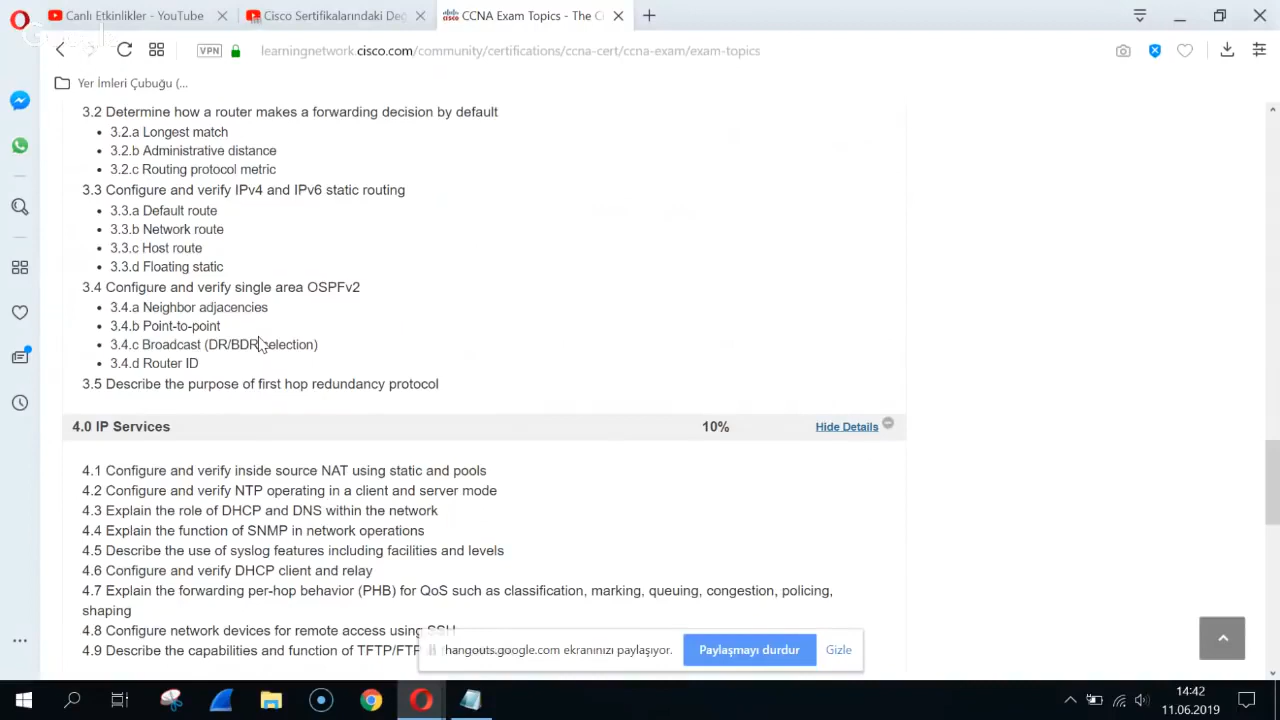 Canlı Etkinlikler - YouTube
Cisco Sertifikalarındaki Değ
CCNA Exam Topics - The Ci
VPN
learningnetwork.cisco.com/community/certifications/ccna-cert/ccna-exam/exam-topics
Yer İmleri Çubuğu (...
3.2 Determine how a router makes a forwarding decision by default
• 3.2.a Longest match
• 3.2.b Administrative distance
• 3.2.c Routing protocol metric
3.3 Configure and verify IPv4 and IPv6 static routing
• 3.3.a Default route
• 3.3.b Network route
• 3.3.c Host route
• 3.3.d Floating static
3.4 Configure and verify single area OSPFv2
• 3.4.a Neighbor adjacencies
• 3.4.b Point-to-point
• 3.4.c Broadcast (DR/BDR selection)
• 3.4.d Router ID
3.5 Describe the purpose of first hop redundancy protocol
4.0 IP Services 10% Hide Details
4.1 Configure and verify inside source NAT using static and pools
4.2 Configure and verify NTP operating in a client and server mode
4.3 Explain the role of DHCP and DNS within the network
4.4 Explain the function of SNMP in network operations
4.5 Describe the use of syslog features including facilities and levels
4.6 Configure and verify DHCP client and relay
4.7 Explain the forwarding per-hop behavior (PHB) for QoS such as classification, marking, queuing, congestion, policing,
shaping
4.8 Configure network devices for remote access using SSH
4.9 Describe the capabilities and function of TFTP/FTP
hangouts.google.com ekranınızı paylaşıyor. Paylaşmayı durdur Gizle
14:42
11.06.2019